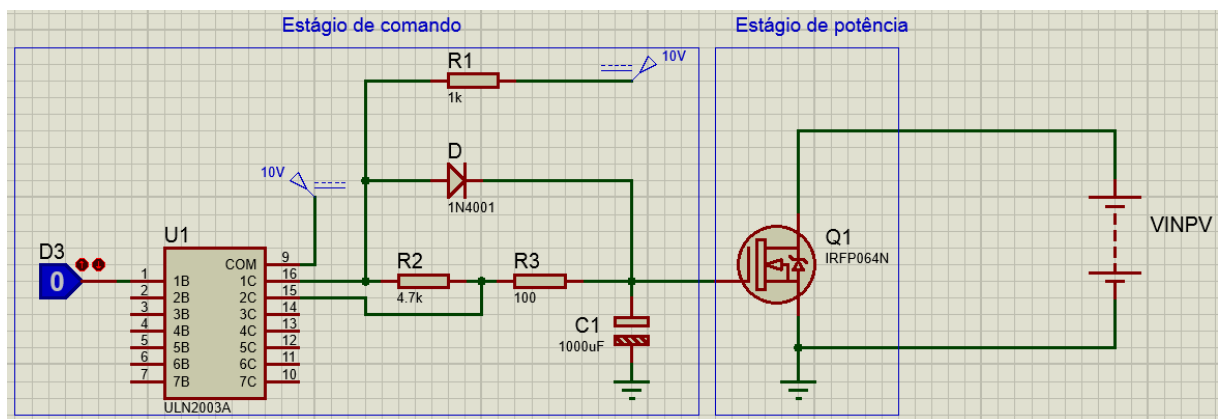 Estágio de comando
Estágio de potência
R1
10V
1k
D
10V
1N4001
D3
0
U1
1 1B
2 2B
3 3B
4 4B
5 5B
6 6B
7 7B
COM 9
1C 16
2C 15
3C 14
4C 13
5C 12
6C 11
7C 10
ULN2003A
R2
4.7k
R3
100
C1
1000uF
Q1
IRFP064N
VINPV